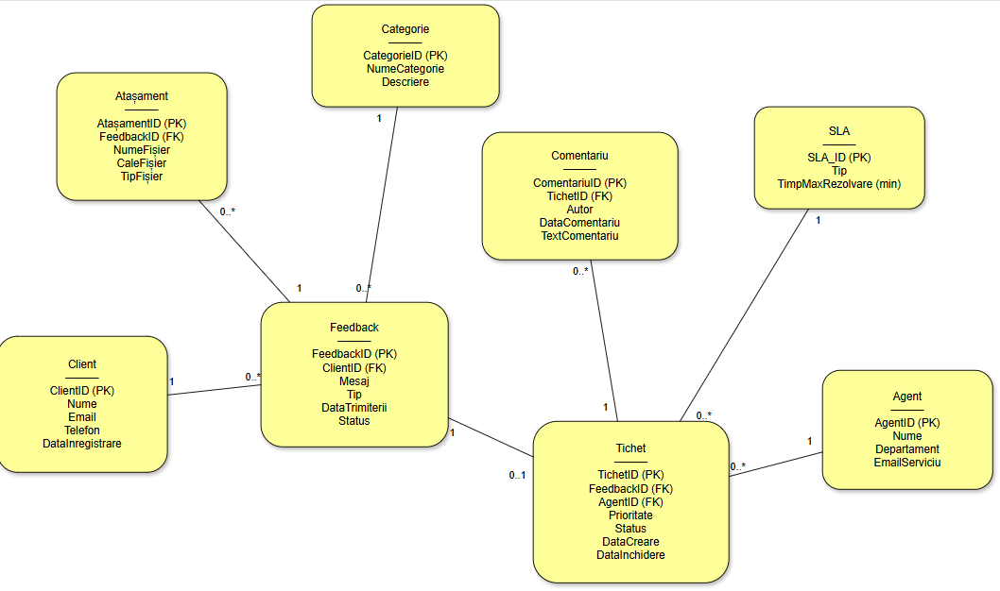 Categorie
CategorieID (PK)
NumeCategorie
Descriere
1
Atașament
AtașamentID (PK)
FeedbackID (FK)
NumeFișier
CaleFișier
TipFișier
0..*
Comentariu
ComentariuID (PK)
TichetID (FK)
Autor
DataComentariu
TextComentariu
0..*
SLA
SLA_ID (PK)
Tip
TimpMaxRezolvare (min)
1
1
0..*
Feedback
FeedbackID (PK)
ClientID (FK)
Mesaj
Tip
DataTrimiterii
Status
Client
ClientID (PK)
Nume
Email
Telefon
DataInregistrare
1
0..*
1
0..1
1
0..*
Tichet
TichetID (PK)
FeedbackID (FK)
AgentID (FK)
Prioritate
Status
DataCreare
DataInchidere
0..*
1
Agent
AgentID (PK)
Nume
Departament
EmailServiciu